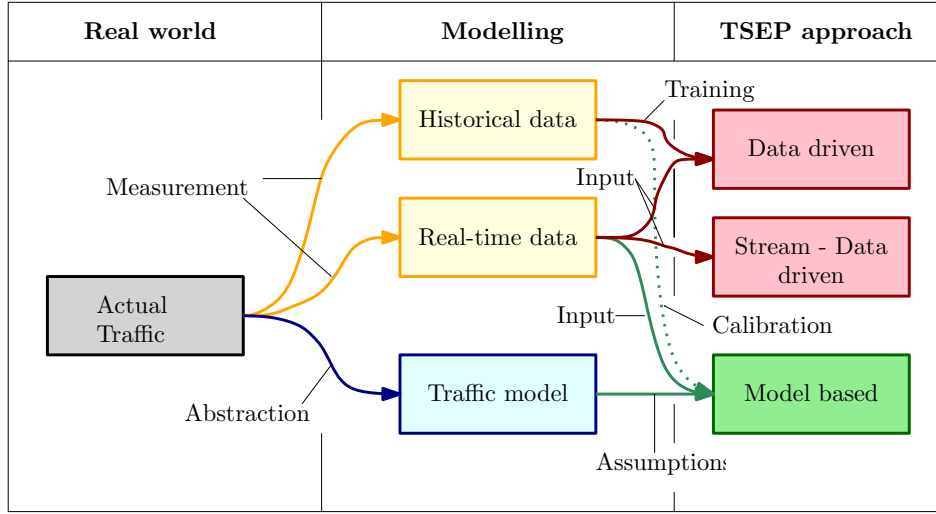 Real world
Modelling
TSEP approach
Training
Historical data
Data driven
Measurement
Input
Real-time data
Stream - Data
driven
Actual
Traffic
Input
Calibration
Abstraction
Traffic model
Model based
Assumptions